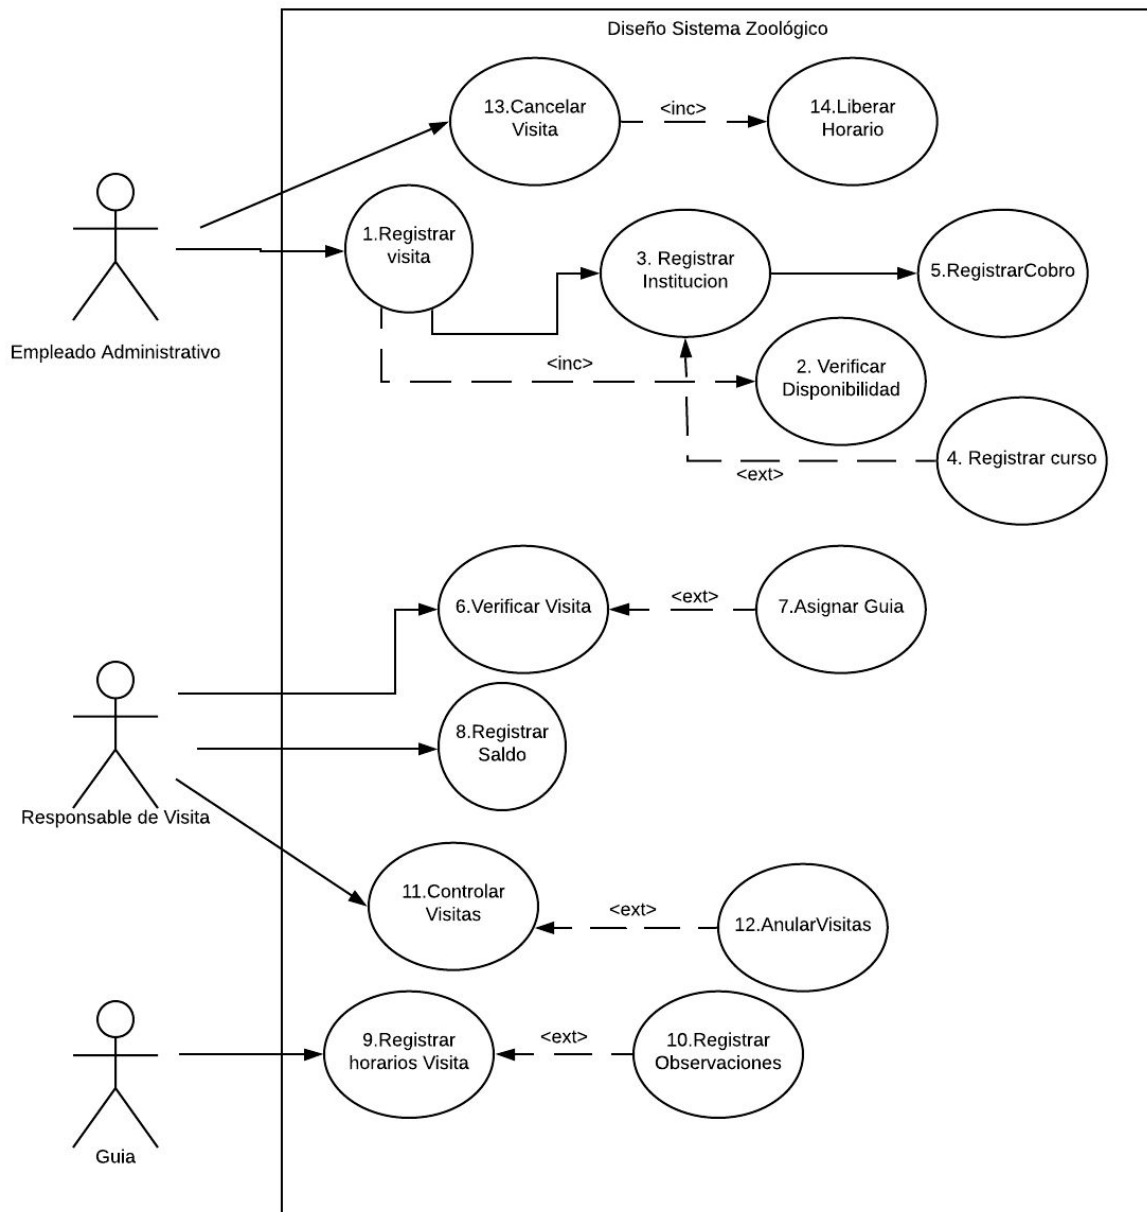 Diseño Sistema Zoológico
13.Cancelar
Visita
<inc>
14.Liberar
Horario
Empleado Administrativo
1.Registrar
visita
3. Registrar
Institucion
5.RegistrarCobro
<inc>
2. Verificar
Disponibilidad
<ext>
4. Registrar curso
6.Verificar Visita
<ext>
7.Asignar Guia
Responsable de Visita
8.Registrar
Saldo
11.Controlar
Visitas
<ext>
12.AnularVisitas
Guia
9.Registrar
horarios Visita
<ext>
10.Registrar
Observaciones